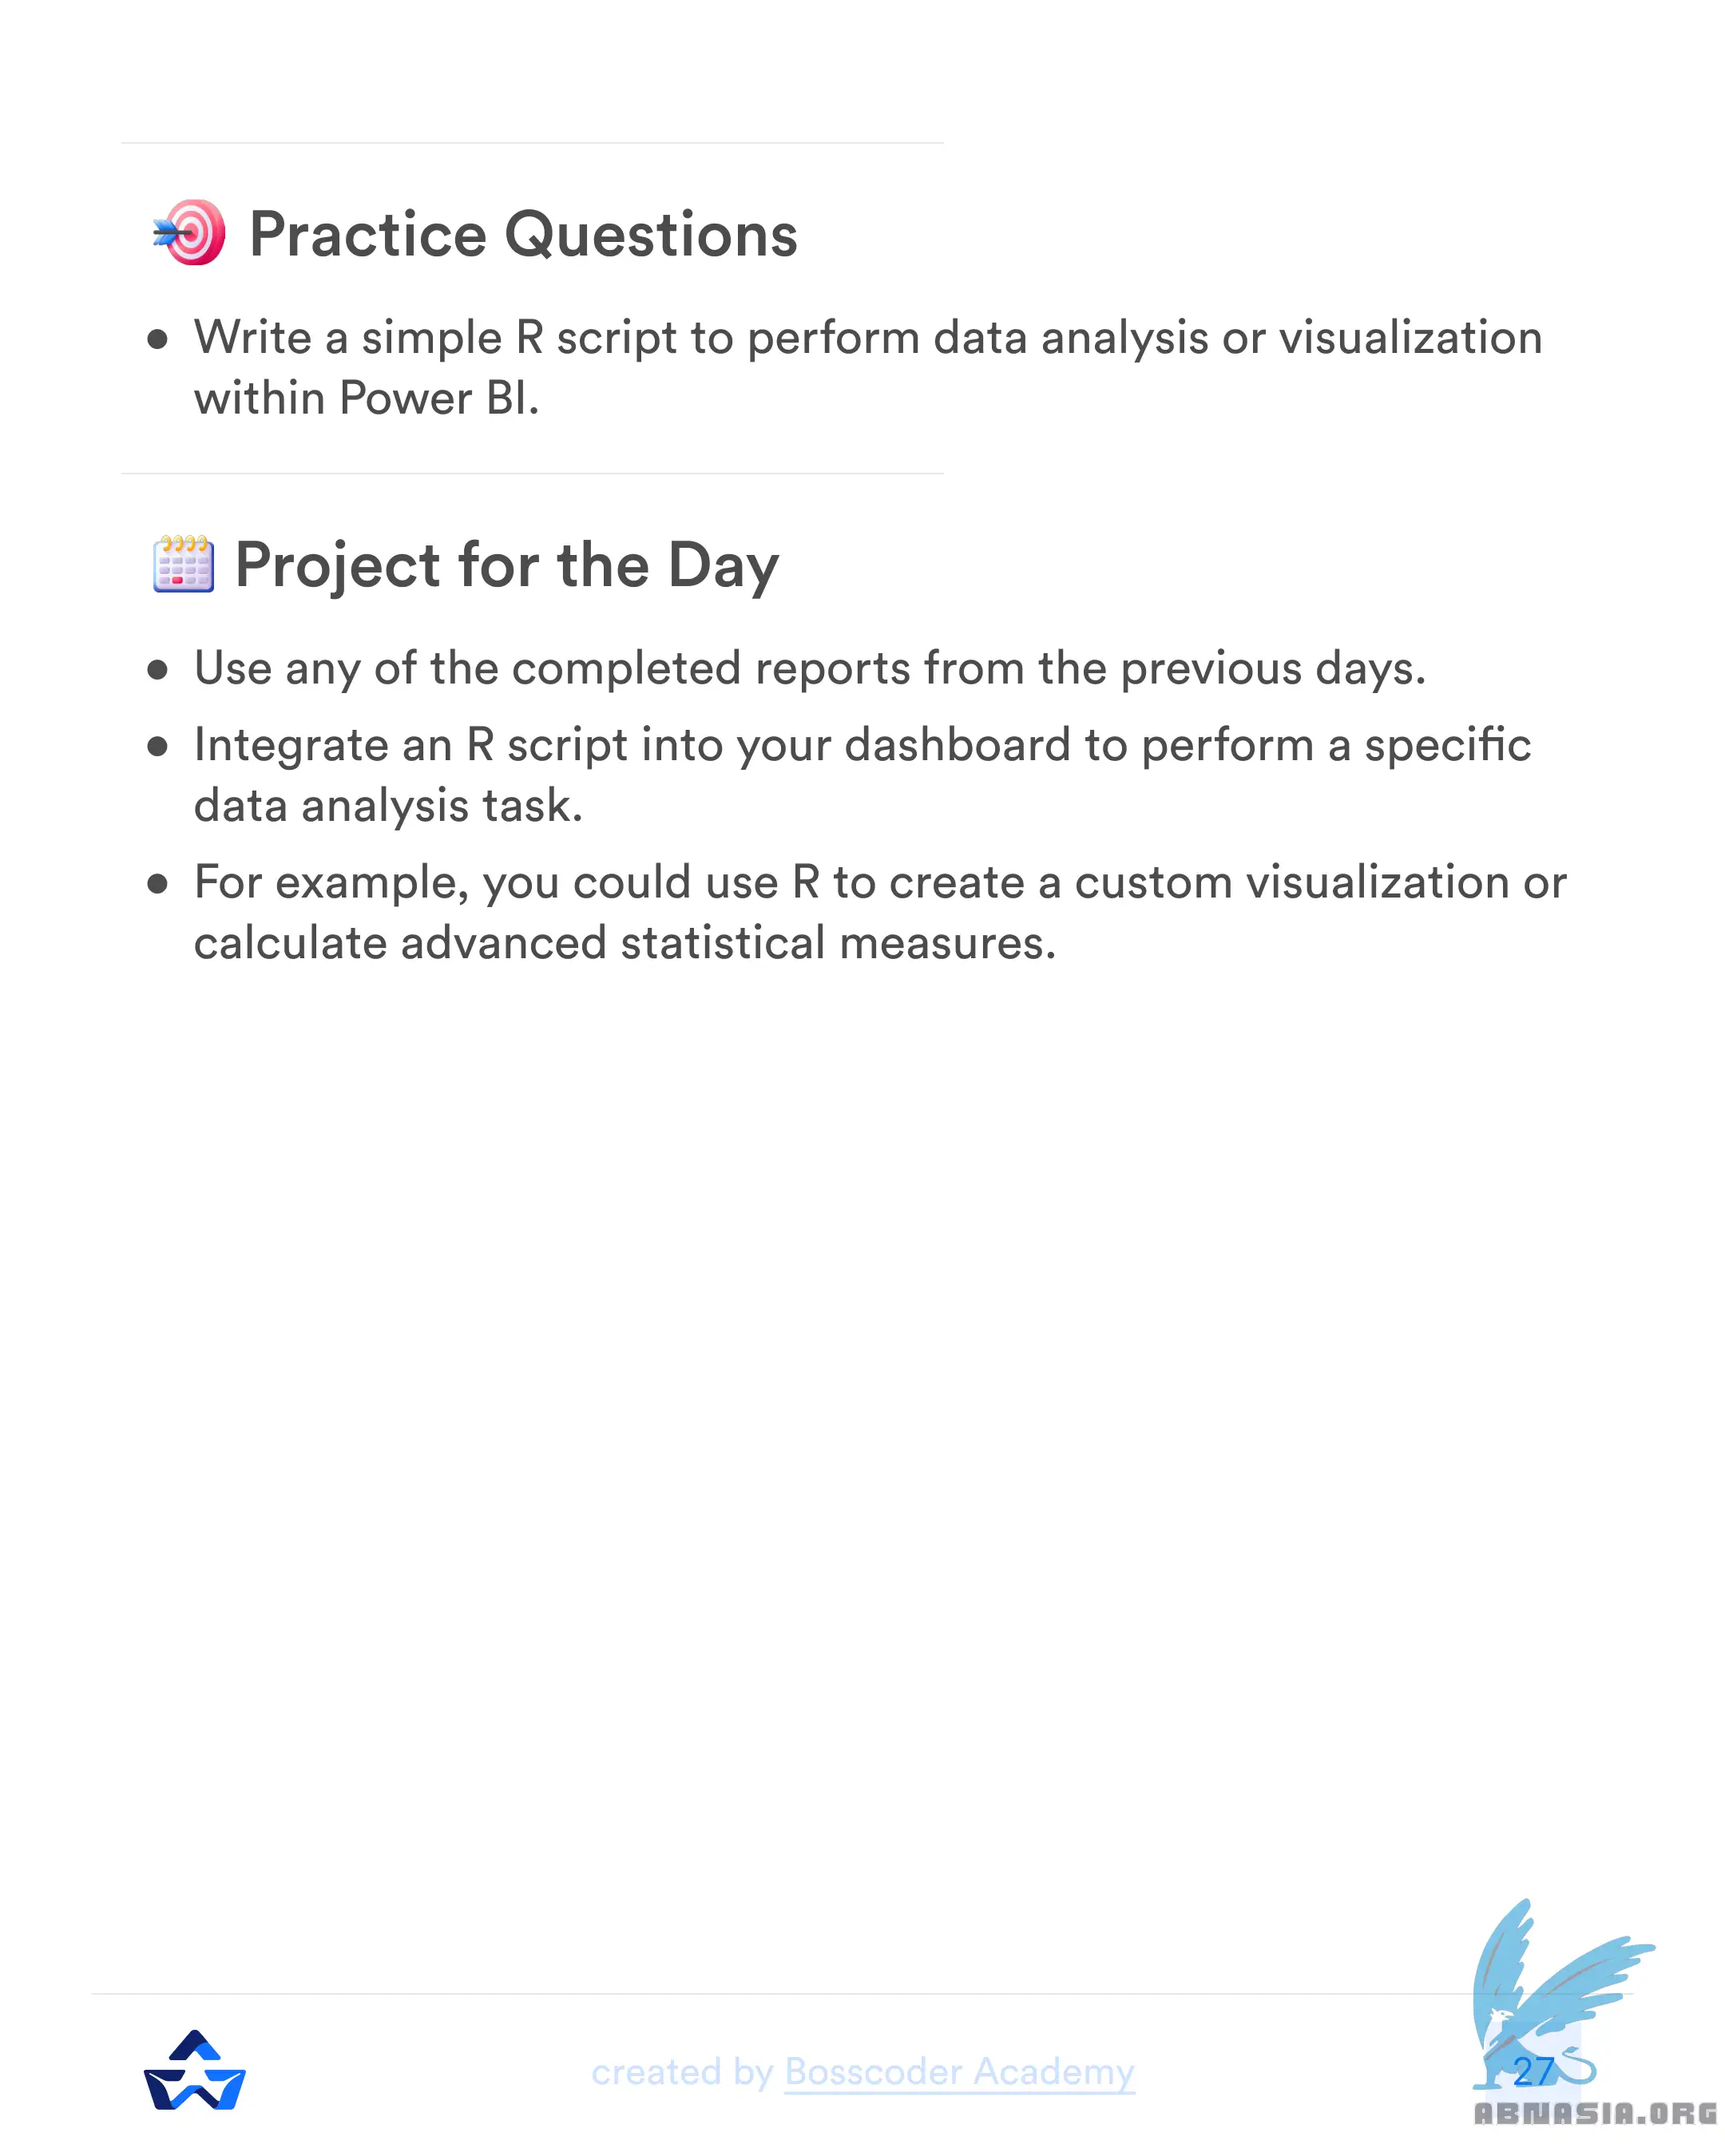 Practice Questions
● Write a simple R script to perform data analysis or visualization
within Power BI.
Project for the Day
● Use any of the completed reports from the previous days.
● Integrate an R script into your dashboard to perform a specific
data analysis task.
● For example, you could use R to create a custom visualization or
calculate advanced statistical measures.
created by Bosscoder Academy
27
ABNASIA.ORG